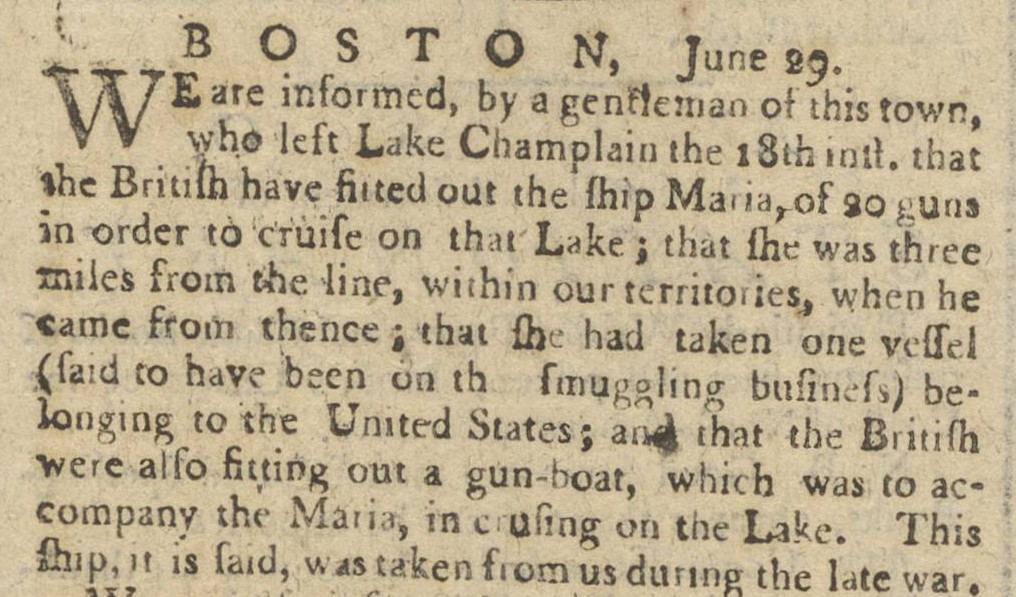 BOSTON, June 29.
WE are informed, by a gentleman of this town,
who left Lake Champlain the 18th inſt. that
the Britiſh have fitted out the ſhip Maria, of 20 guns
in order to cruiſe on that Lake; that ſhe was three
miles from the line, within our territories, when he
came from thence; that ſhe had taken one veſſel
(ſaid to have been on th ſmuggling buſineſs) be-
longing to the United States; and that the Britiſh
were alſo fitting out a gun-boat, which was to ac-
company the Maria, in cruſing on the Lake. This
ſhip, it is ſaid, was taken from us during the late war.